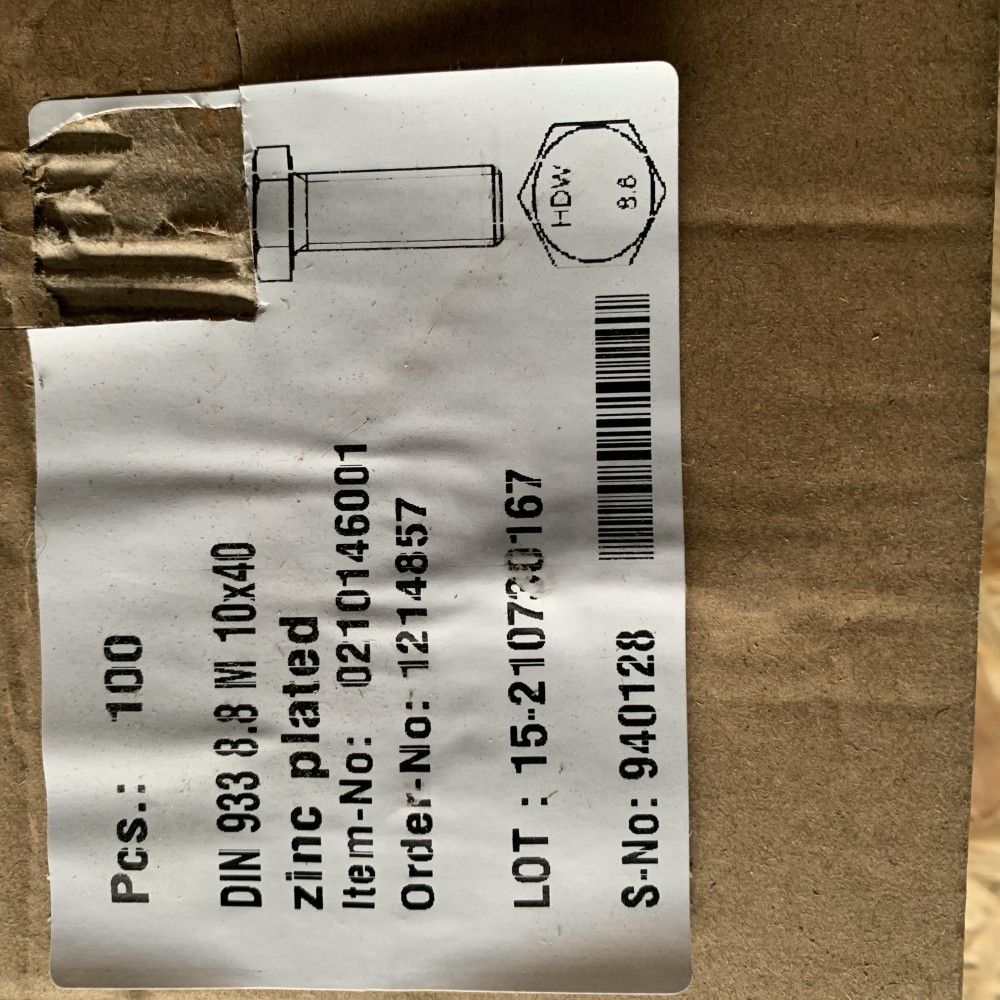 Pcs.: 100
DIN 933 8.8 M 10x40
zinc plated
Item-No: 0210146001
Order-No: 1214857
LOT : 
S-No: 940128
HDW
8.8